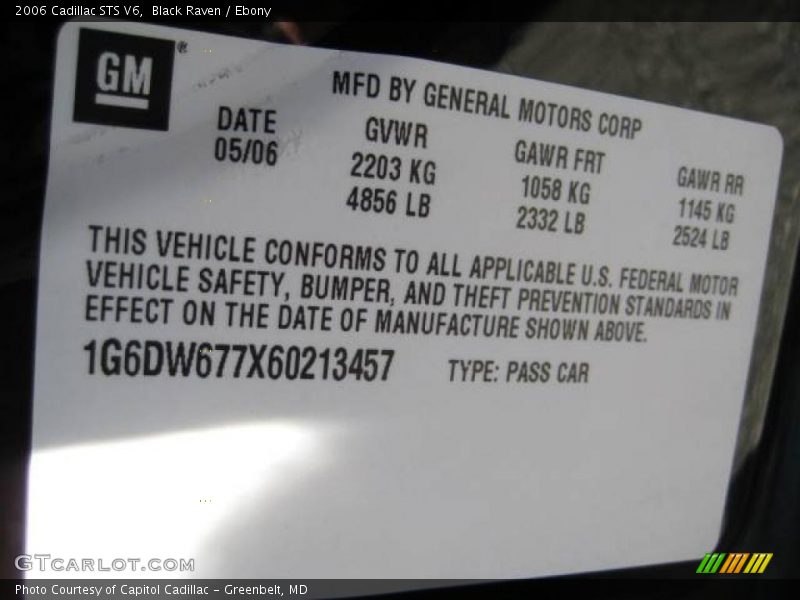 2006 Cadillac STS V6, Black Raven / Ebony
GM®
MFD BY GENERAL MOTORS CORP
DATE GVWR GAWR FRT GAWR RR
05/06 2203 KG 1058 KG 1145 KG
4856 LB 2332 LB 2524 LB
THIS VEHICLE CONFORMS TO ALL APPLICABLE U.S. FEDERAL MOTOR
VEHICLE SAFETY, BUMPER, AND THEFT PREVENTION STANDARDS IN
EFFECT ON THE DATE OF MANUFACTURE SHOWN ABOVE.
1G6DW677X60213457 TYPE: PASS CAR
GTCARLOT.COM
Photo Courtesy of Capitol Cadillac - Greenbelt, MD